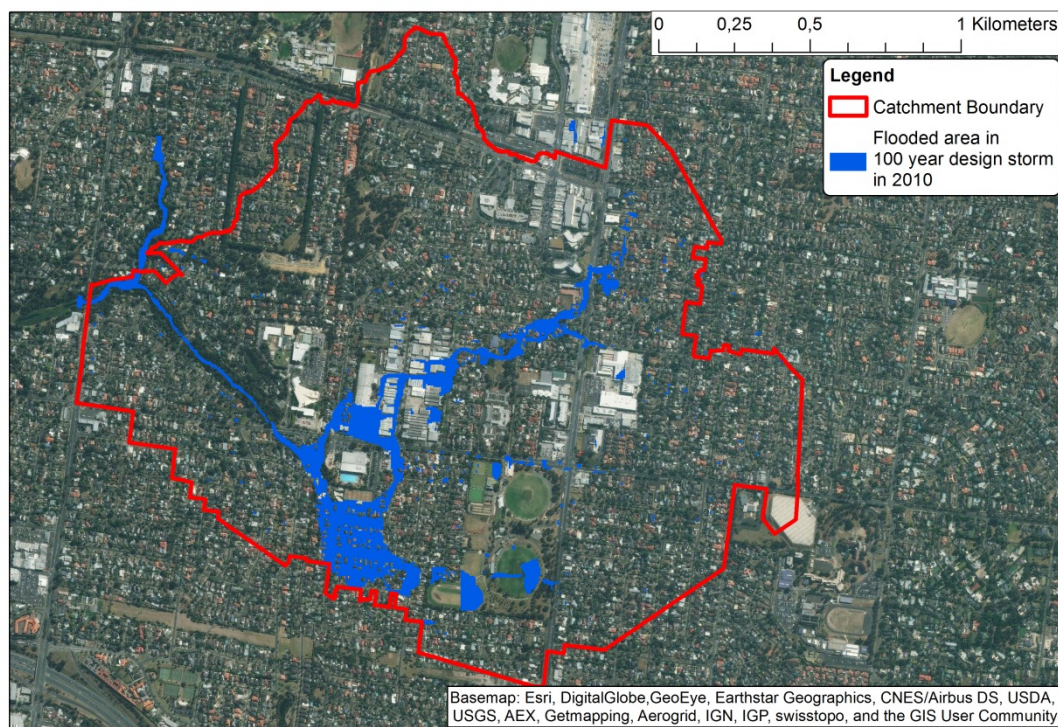 0 0,25 0,5 1 Kilometers
Legend
Catchment Boundary
Flooded area in
100 year design storm
in 2010
Basemap: Esri, DigitalGlobe,GeoEye, Earthstar Geographics, CNES/Airbus DS, USDA,
USGS, AEX, Getmapping, Aerogrid, IGN, IGP, swisstopo, and the GIS User Community